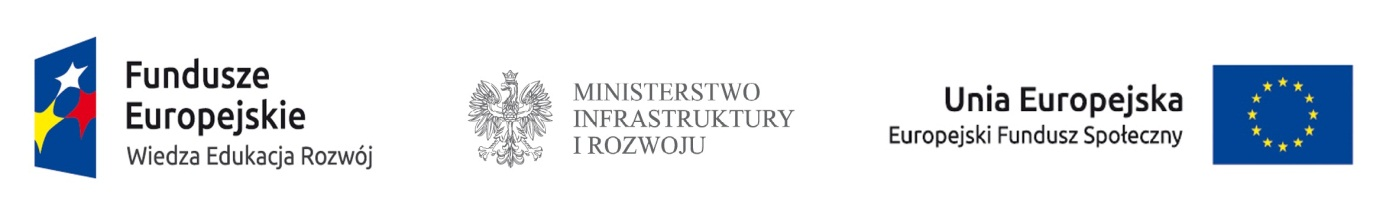 Fundusze
Europejskie
Wiedza Edukacja Rozwój
MINISTERSTWO
INFRASTRUKTURY
I ROZWOJU
Unia Europejska
Europejski Fundusz Społeczny